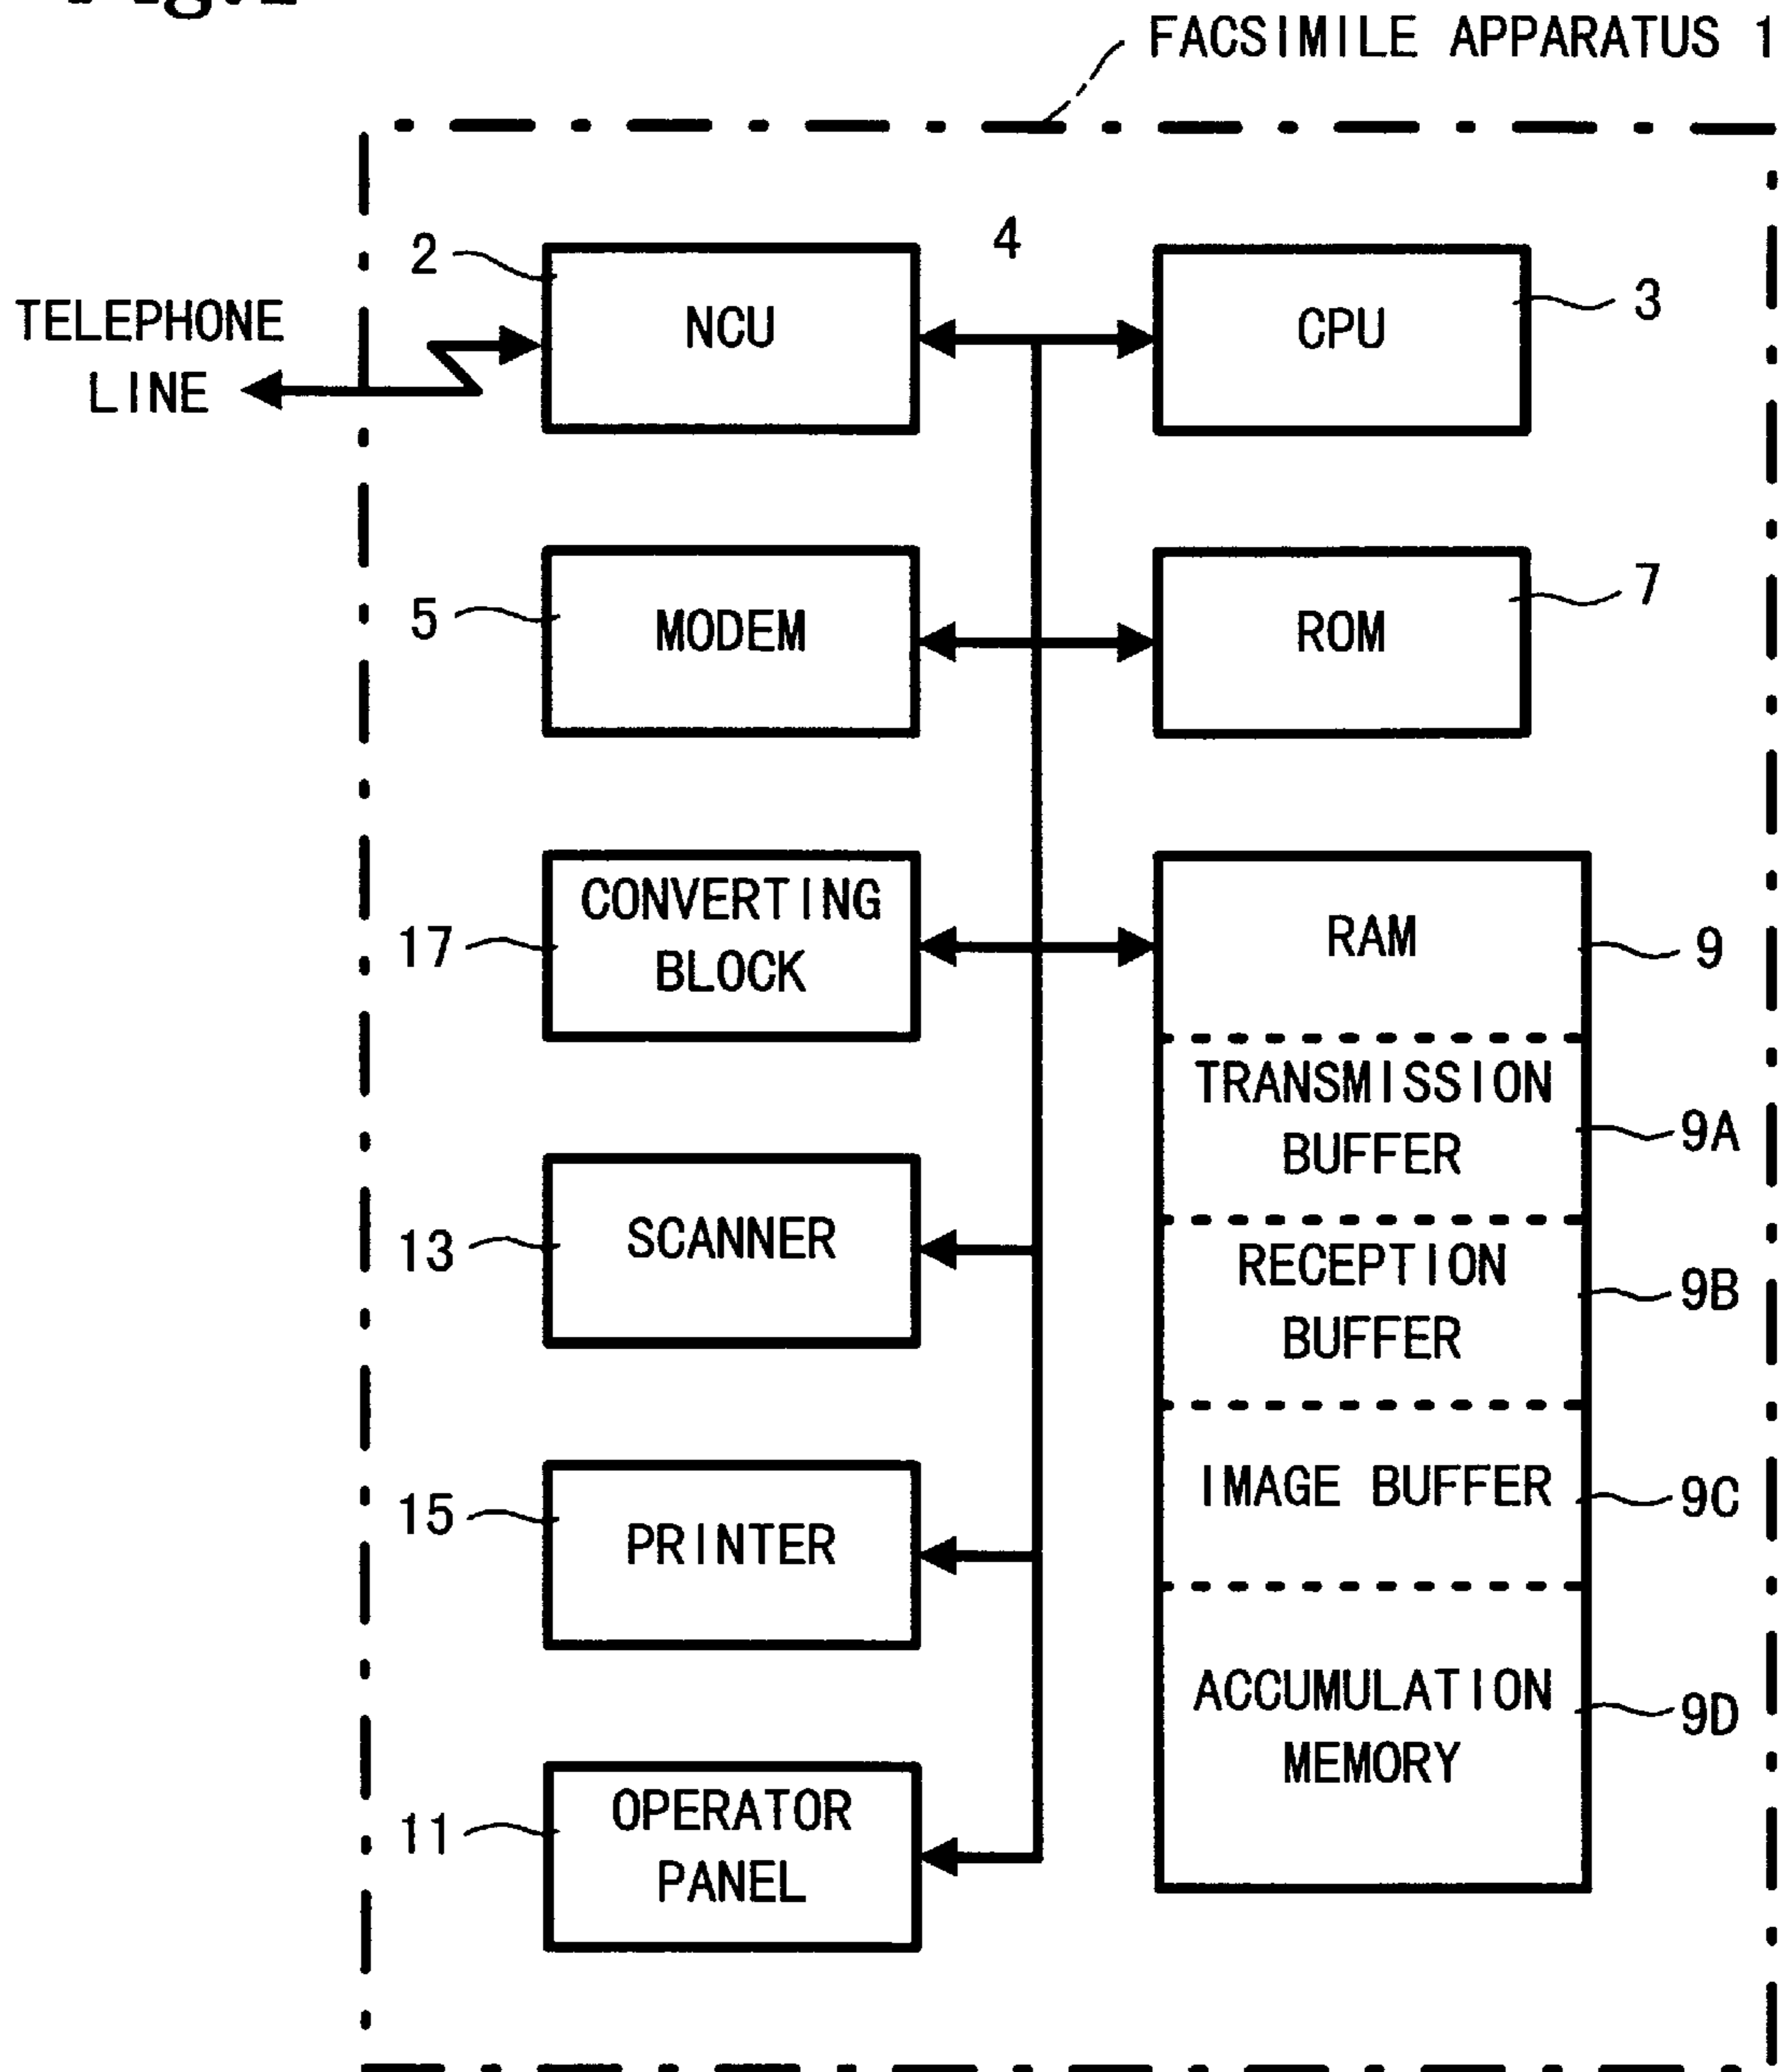 FACSIMILE APPARATUS 1
2
4
NCU
CPU
3
TELEPHONE
LINE
5
MODEM
ROM
7
17
CONVERTING
BLOCK
RAM
9
TRANSMISSION
BUFFER
9A
13
SCANNER
RECEPTION
BUFFER
9B
15
PRINTER
IMAGE BUFFER
9C
11
OPERATOR
PANEL
ACCUMULATION
MEMORY
9D